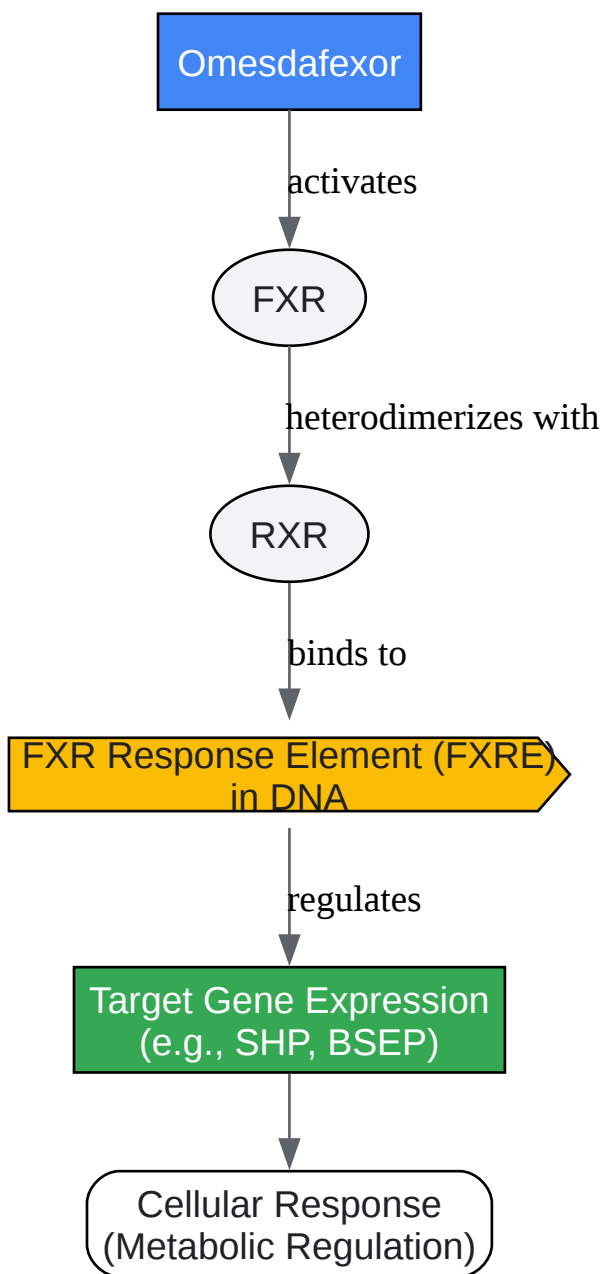 Omesdafexor
activates
FXR
heterodimerizes with
RXR
binds to
FXR Response Element (FXRE)
in DNA
regulates
Target Gene Expression
(e.g., SHP, BSEP)
Cellular Response
(Metabolic Regulation)